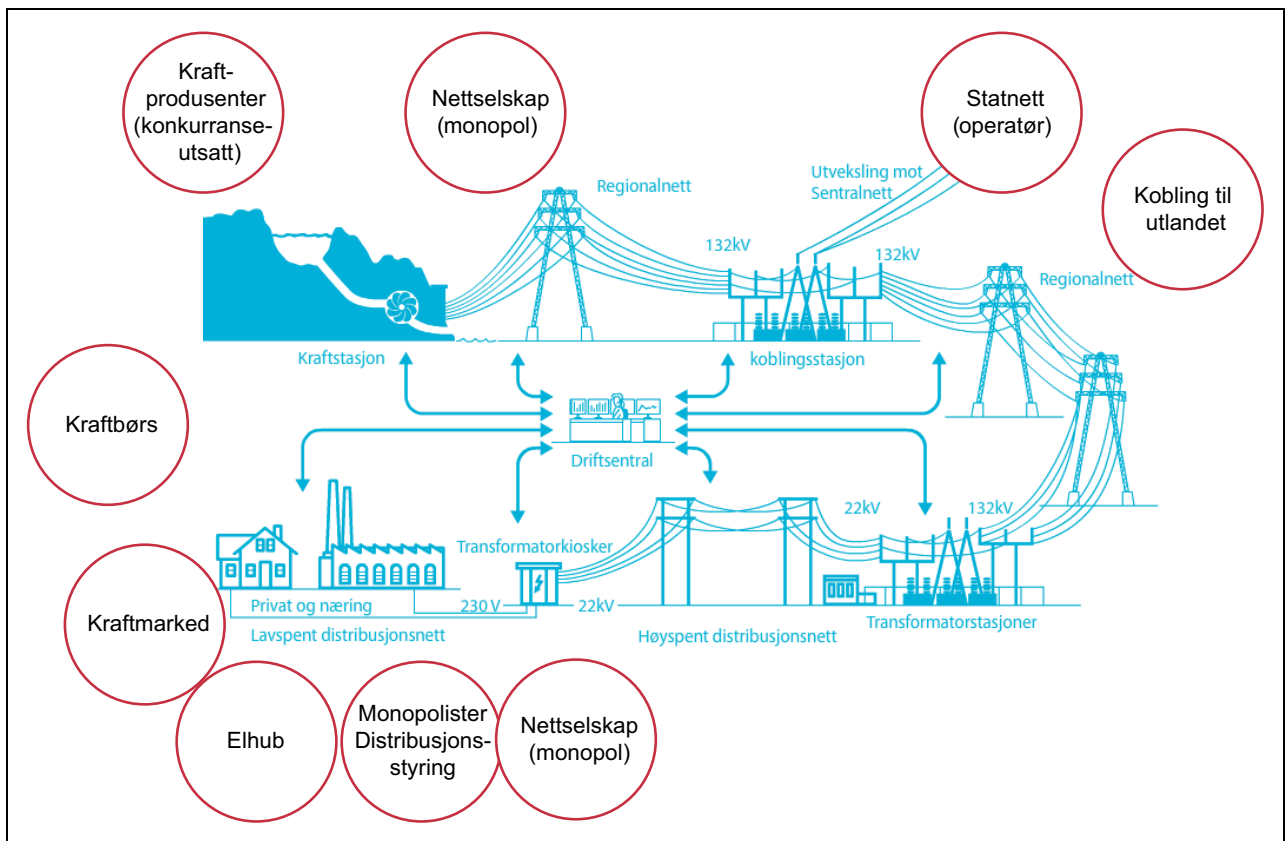 Kraft-
produsenter
(konkurranse-
utsatt)
Nettselskap
(monopol)
Statnett
(operatør)
Kobling til
utlandet
Regionalnett
Utveksling mot
Sentralnett
132kV
132kV
Regionalnett
Kraftstasjon
koblingsstasjon
Kraftbørs
Driftsentral
22kV
132kV
Transformatorkiosker
Privat og næring
230 V
22kV
Lavspent distribusjonsnett
Høyspent distribusjonsnett
Transformatorstasjoner
Kraftmarked
Elhub
Monopolister
Distribusjons-
styring
Nettselskap
(monopol)